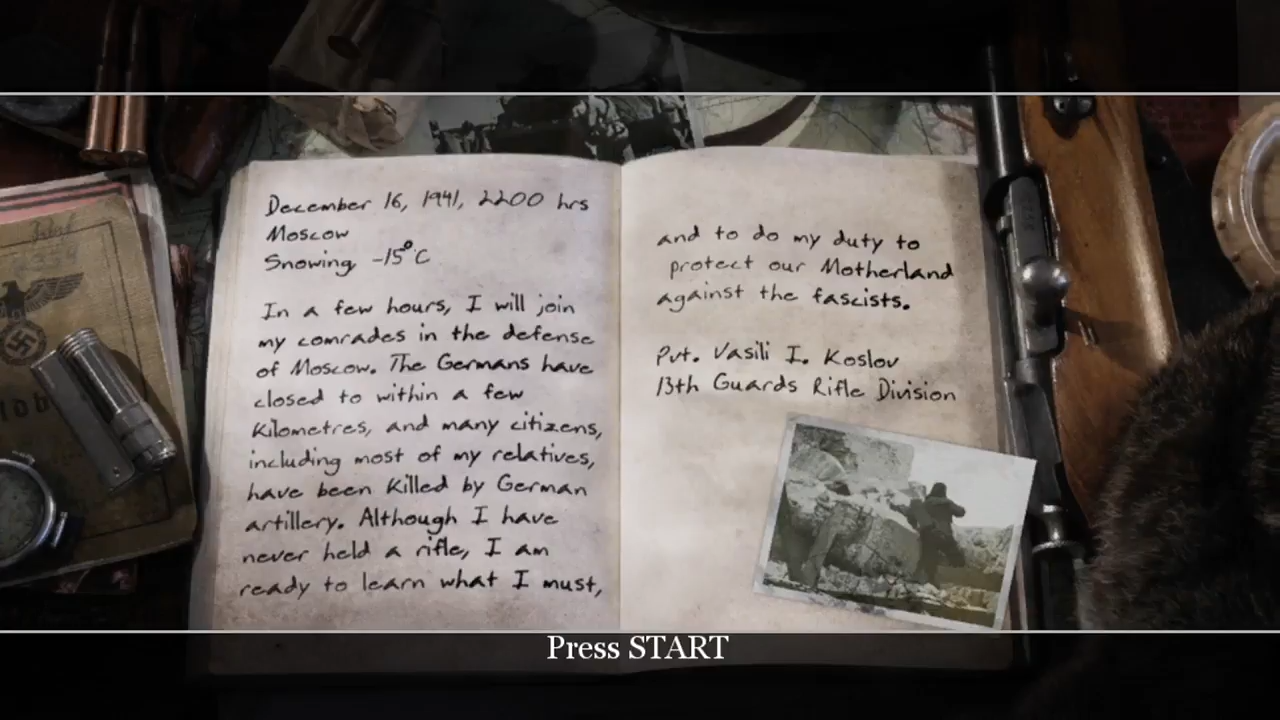 December 16, 1941, 2200 hrs
Moscow
Snowing -15°C
In a few hours, I will join
my comrades in the defense
of Moscow. The Germans have
closed to within a few
kilometres, and many citizens,
including most of my relatives,
have been killed by German
artillery. Although I have
never held a rifle, I am
ready to learn what I must,
and to do my duty to
protect our Motherland
against the fascists.
Pvt. Vasili I. Koslov
13th Guards Rifle Division
Press START